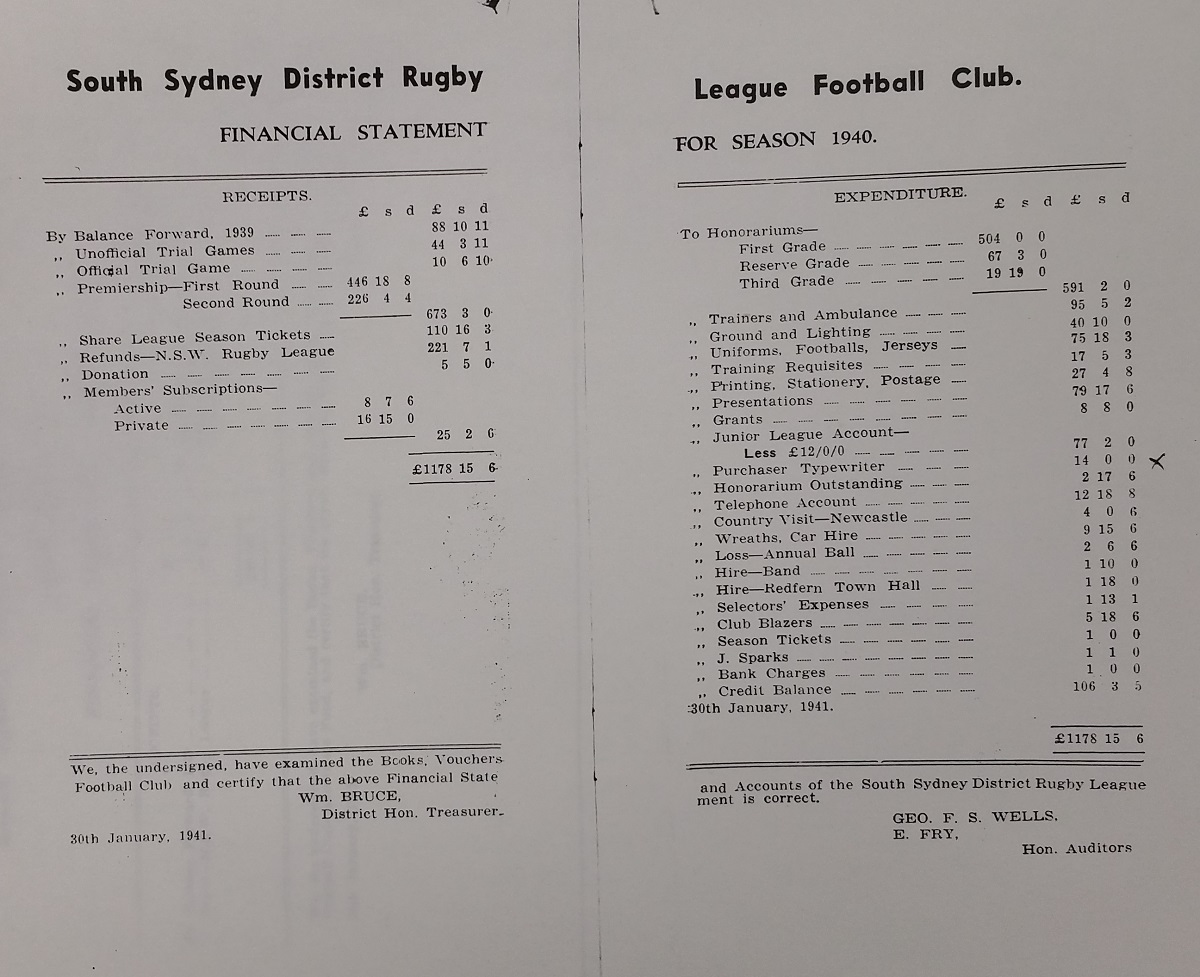 South Sydney District Rugby
FINANCIAL STATEMENT
RECEIPTS.
£ s d £ s d
By Balance Forward, 1939 88 10 11
,, Unofficial Trial Games 44 3 11
,, Official Trial Game 10 6 10
,, Premiership—First Round 446 18 8
Second Round 226 4 4
673 3 0
,, Share League Season Tickets 110 16 3
,, Refunds—N.S.W. Rugby League 221 7 1
,, Donation 5 5 0
,, Members' Subscriptions—
Active 8 7 6
Private 16 15 0
25 2 6
£1178 15 6
We, the undersigned, have examined the Books, Vouchers
Football Club and certify that the above Financial State
Wm. BRUCE,
District Hon. Treasurer.
30th January, 1941.
League Football Club.
FOR SEASON 1940.
EXPENDITURE.
£ s d £ s d
To Honorariums—
First Grade 504 0 0
Reserve Grade 67 3 0
Third Grade 19 19 0
591 2 0
,, Trainers and Ambulance 95 5 2
,, Ground and Lighting 40 10 0
,, Uniforms, Footballs, Jerseys 75 18 3
,, Training Requisites 17 5 3
,, Printing, Stationery, Postage 27 4 8
,, Presentations 79 17 6
,, Grants 8 8 0
,, Junior League Account—
Less £12/0/0 77 2 0
,, Purchaser Typewriter 14 0 0 X
,, Honorarium Outstanding 2 17 6
,, Telephone Account 12 18 8
,, Country Visit—Newcastle 4 0 6
,, Wreaths, Car Hire 9 15 6
,, Loss—Annual Ball 2 6 6
,, Hire—Band 1 10 0
,, Hire—Redfern Town Hall 1 18 0
,, Selectors' Expenses 1 13 1
,, Club Blazers 5 18 6
,, Season Tickets 1 0 0
,, J. Sparks 1 1 0
,, Bank Charges 1 0 0
,, Credit Balance 106 3 5
30th January, 1941.
£1178 15 6
and Accounts of the South Sydney District Rugby League
ment is correct.
GEO. F. S. WELLS,
E. FRY,
Hon. Auditors